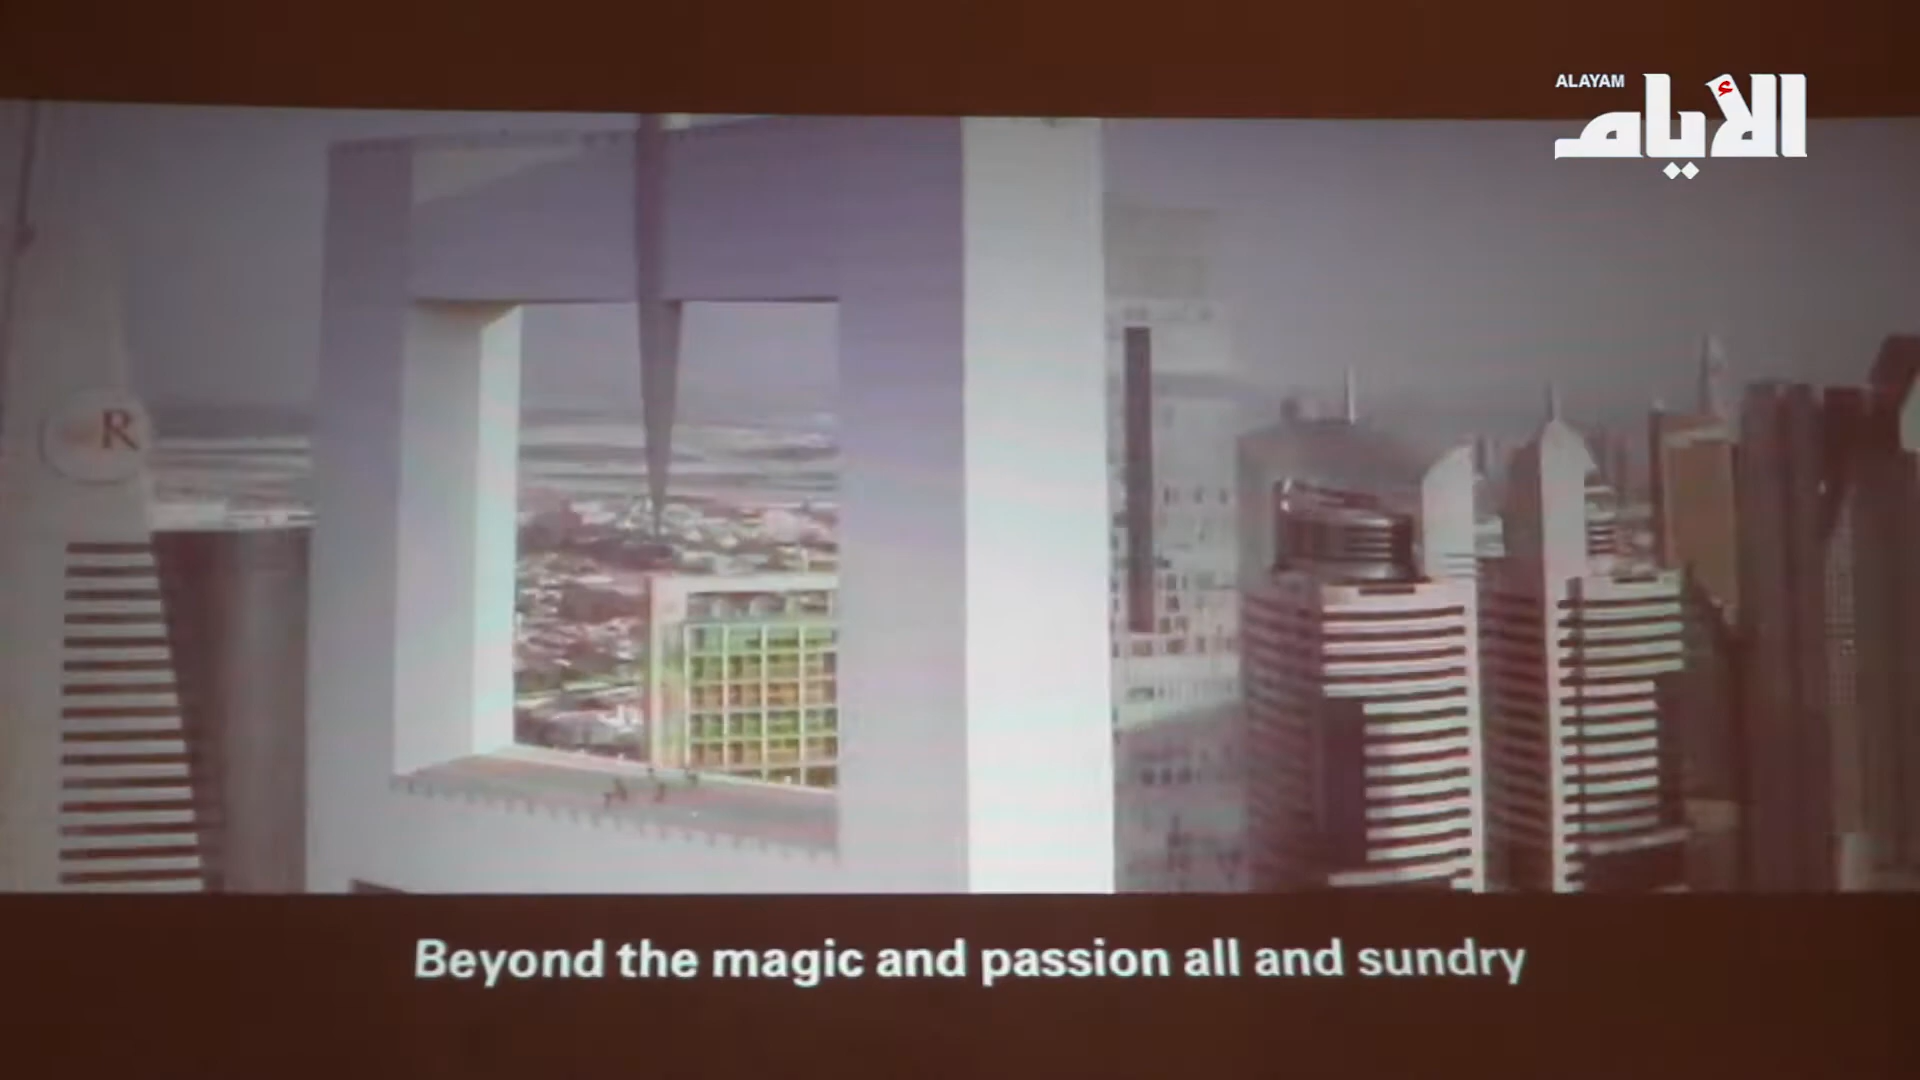 ALAYAM
الأيام
R
Beyond the magic and passion all and sundry